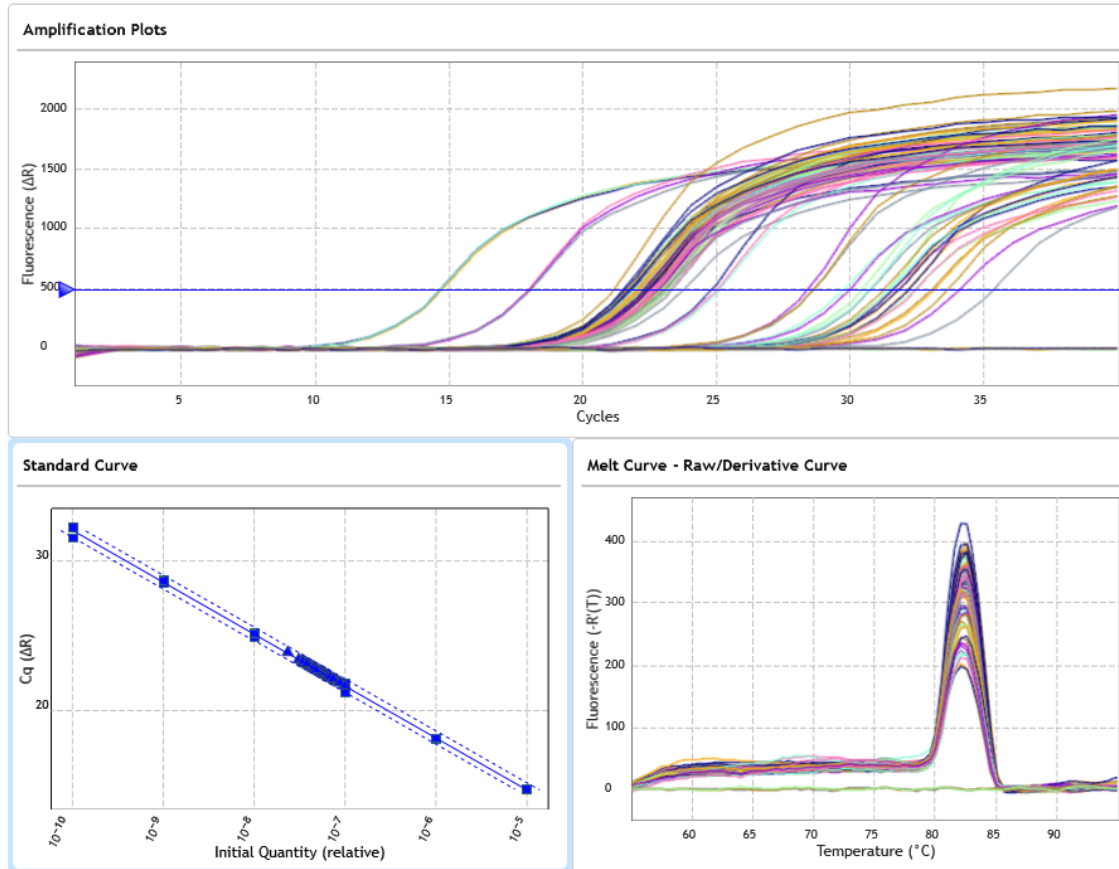 Amplification Plots
Fluorescence (ΔR)
2000
1500
1000
500
0
5 10 15 20 25 30 35
Cycles
Standard Curve
Cq (ΔR)
30
20
10^-10 10^-9 10^-8 10^-7 10^-6 10^-5
Initial Quantity (relative)
Melt Curve - Raw/Derivative Curve
Fluorescence (-R'(T))
400
300
200
100
0
60 65 70 75 80 85 90
Temperature (°C)